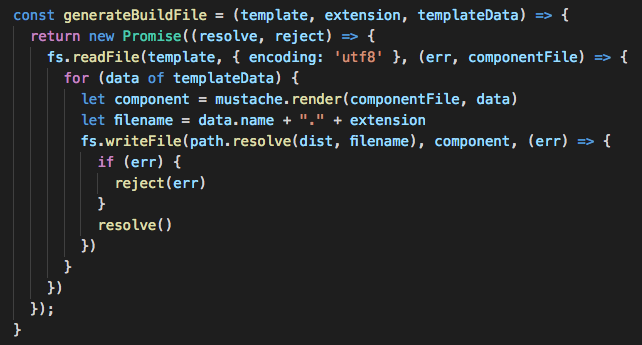 const generateBuildFile = (template, extension, templateData) => {
  return new Promise((resolve, reject) => {
    fs.readFile(template, { encoding: 'utf8' }, (err, componentFile) => {
      for (data of templateData) {
        let component = mustache.render(componentFile, data)
        let filename = data.name + "." + extension
        fs.writeFile(path.resolve(dist, filename), component, (err) => {
          if (err) {
            reject(err)
          }
          resolve()
        })
      }
    })
  });
}